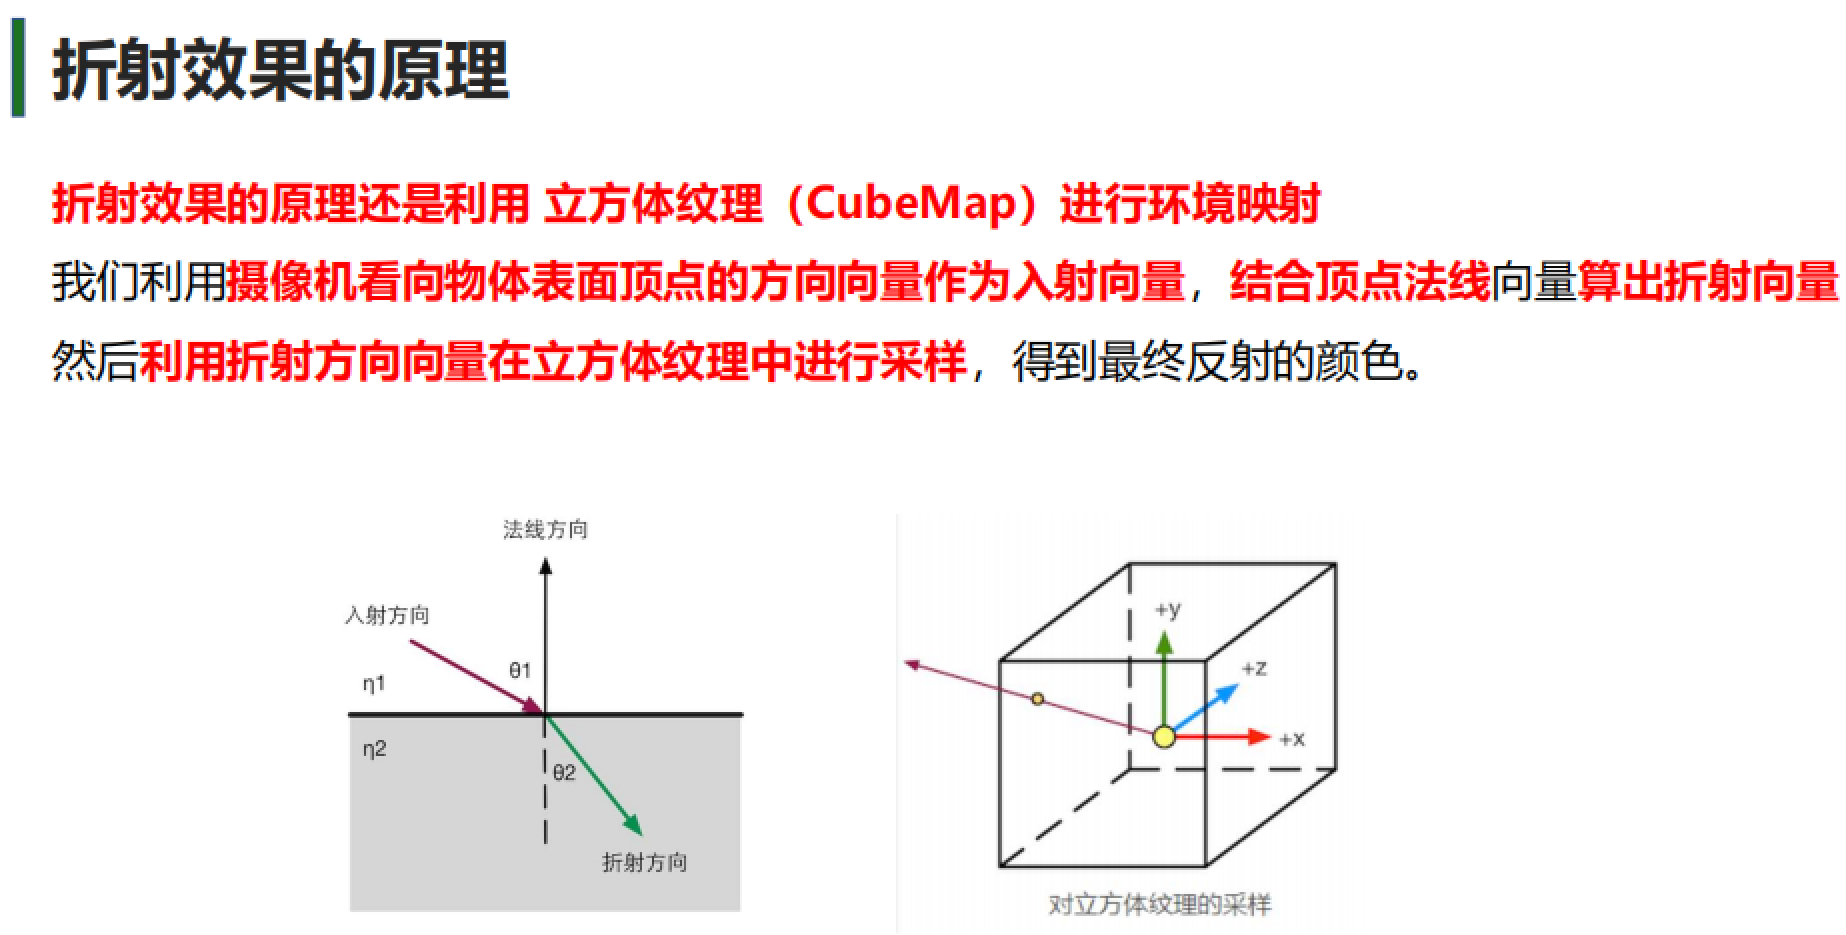 折射效果的原理
折射效果的原理还是利用 立方体纹理（CubeMap）进行环境映射
我们利用摄像机看向物体表面顶点的方向向量作为入射向量，结合顶点法线向量算出折射向量
然后利用折射方向向量在立方体纹理中进行采样，得到最终反射的颜色。
法线方向
入射方向
θ1
η1
η2
θ2
折射方向
+y
+z
+x
对立方体纹理的采样